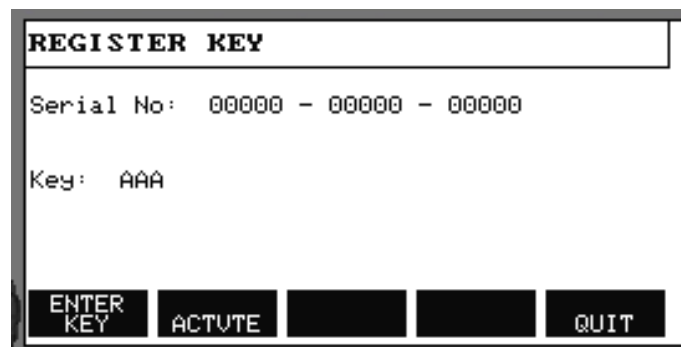 REGISTER KEY
Serial No: 00000 - 00000 - 00000
Key: AAA
ENTER KEY
ACTVTE
QUIT